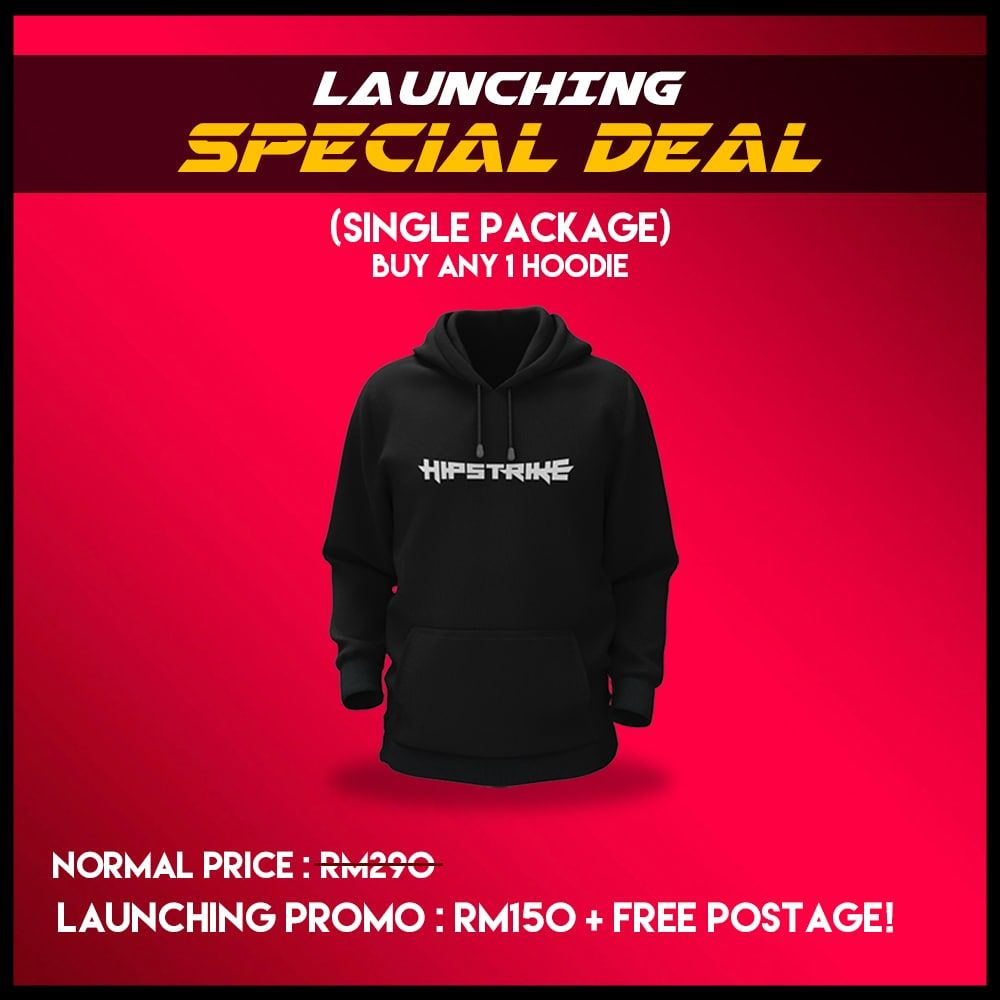 LAUNCHING
SPECIAL DEAL
(SINGLE PACKAGE)
BUY ANY 1 HOODIE
HIPSTRIKE
NORMAL PRICE : RM290
LAUNCHING PROMO : RM150 + FREE POSTAGE!